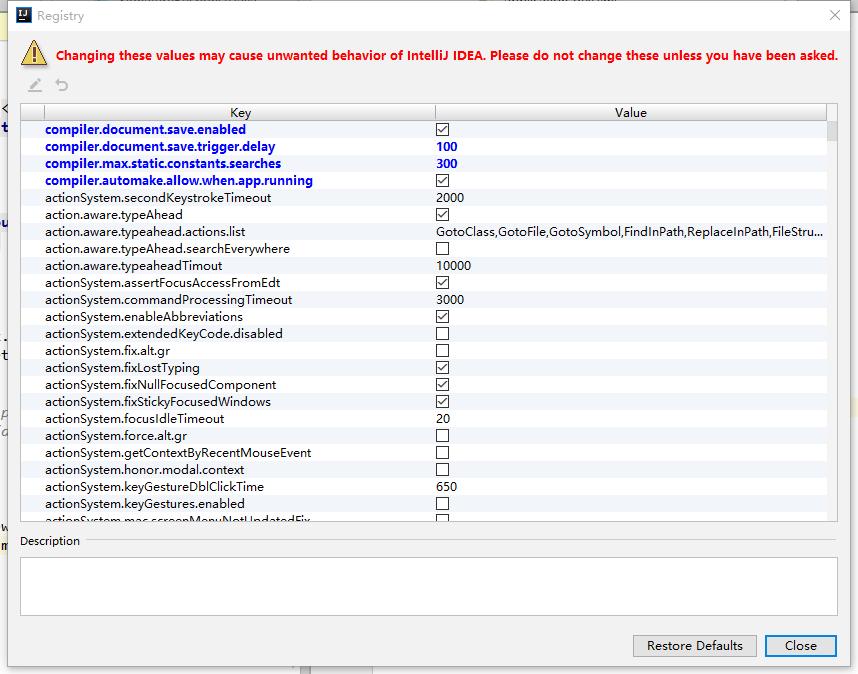 IJ Registry
Changing these values may cause unwanted behavior of IntelliJ IDEA. Please do not change these unless you have been asked.
Key Value
compiler.document.save.enabled
compiler.document.save.trigger.delay 100
compiler.max.static.constants.searches 300
compiler.automake.allow.when.app.running
actionSystem.secondKeystrokeTimeout 2000
action.aware.typeAhead
action.aware.typeahead.actions.list GotoClass,GotoFile,GotoSymbol,FindInPath,ReplaceInPath,FileStru...
action.aware.typeAhead.searchEverywhere
action.aware.typeaheadTimout 10000
actionSystem.assertFocusAccessFromEdt
actionSystem.commandProcessingTimeout 3000
actionSystem.enableAbbreviations
actionSystem.extendedKeyCode.disabled
actionSystem.fix.alt.gr
actionSystem.fixLostTyping
actionSystem.fixNullFocusedComponent
actionSystem.fixStickyFocusedWindows
actionSystem.focusIdleTimeout 20
actionSystem.force.alt.gr
actionSystem.getContextByRecentMouseEvent
actionSystem.honor.modal.context
actionSystem.keyGestureDblClickTime 650
actionSystem.keyGestures.enabled
actionSystem.mac.screenMenuNotUpdatedFix
Description
Restore Defaults Close